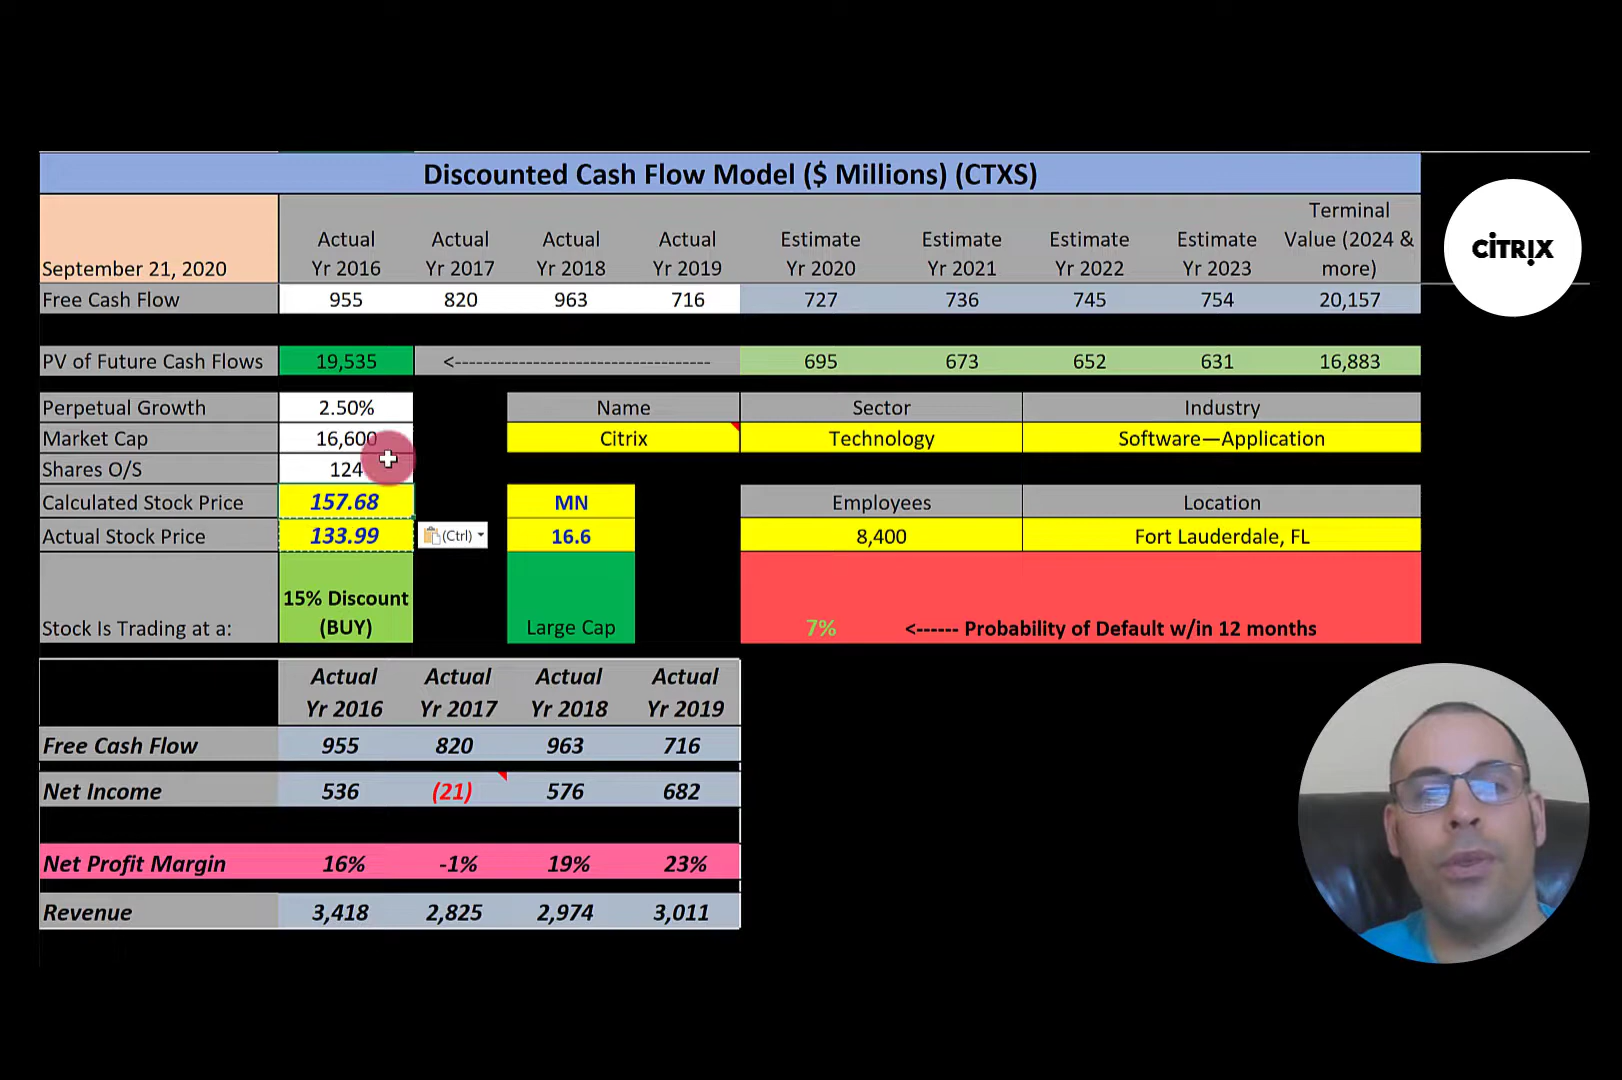 Discounted Cash Flow Model ($ Millions) (CTXS)
September 21, 2020 Actual Yr 2016 Actual Yr 2017 Actual Yr 2018 Actual Yr 2019 Estimate Yr 2020 Estimate Yr 2021 Estimate Yr 2022 Estimate Yr 2023 Terminal Value (2024 & more)
CİTRỊX
Free Cash Flow 955 820 963 716 727 736 745 754 20,157
PV of Future Cash Flows 19,535 <----------------------------------- 695 673 652 631 16,883
Perpetual Growth 2.50% Name Sector Industry
Market Cap 16,600 Citrix Technology Software—Application
Shares O/S 124
Calculated Stock Price 157.68 MN Employees Location
Actual Stock Price 133.99 (Ctrl) 16.6 8,400 Fort Lauderdale, FL
Stock Is Trading at a: 15% Discount (BUY) Large Cap 7% <------ Probability of Default w/in 12 months
Actual Yr 2016 Actual Yr 2017 Actual Yr 2018 Actual Yr 2019
Free Cash Flow 955 820 963 716
Net Income 536 (21) 576 682
Net Profit Margin 16% -1% 19% 23%
Revenue 3,418 2,825 2,974 3,011